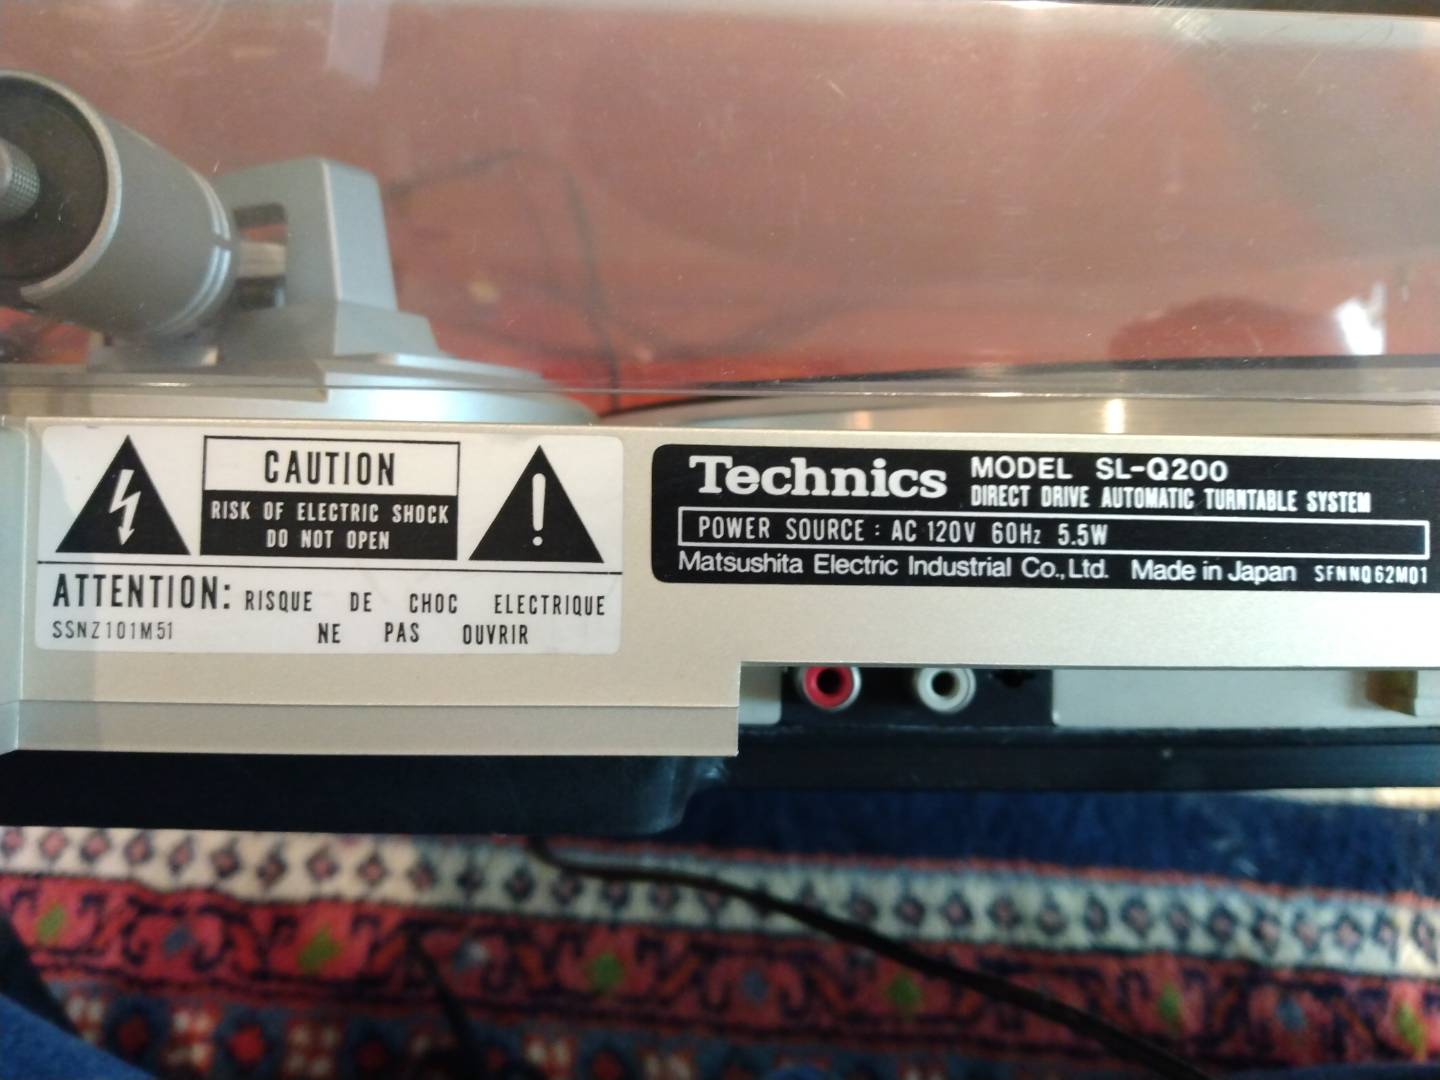 CAUTION
RISK OF ELECTRIC SHOCK
DO NOT OPEN
ATTENTION: RISQUE DE CHOC ELECTRIQUE
SSNZ101M51 NE PAS OUVRIR
Technics MODEL SL-Q200
DIRECT DRIVE AUTOMATIC TURNTABLE SYSTEM
POWER SOURCE : AC 120V 60Hz 5.5W
Matsushita Electric Industrial Co., Ltd. Made in Japan SFNNQ62M01